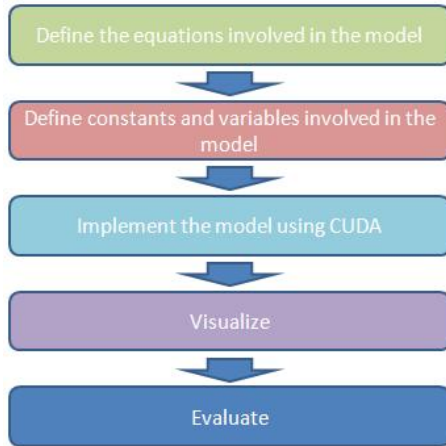 Define the equations involved in the model
Define constants and variables involved in the
model
Implement the model using CUDA
Visualize
Evaluate